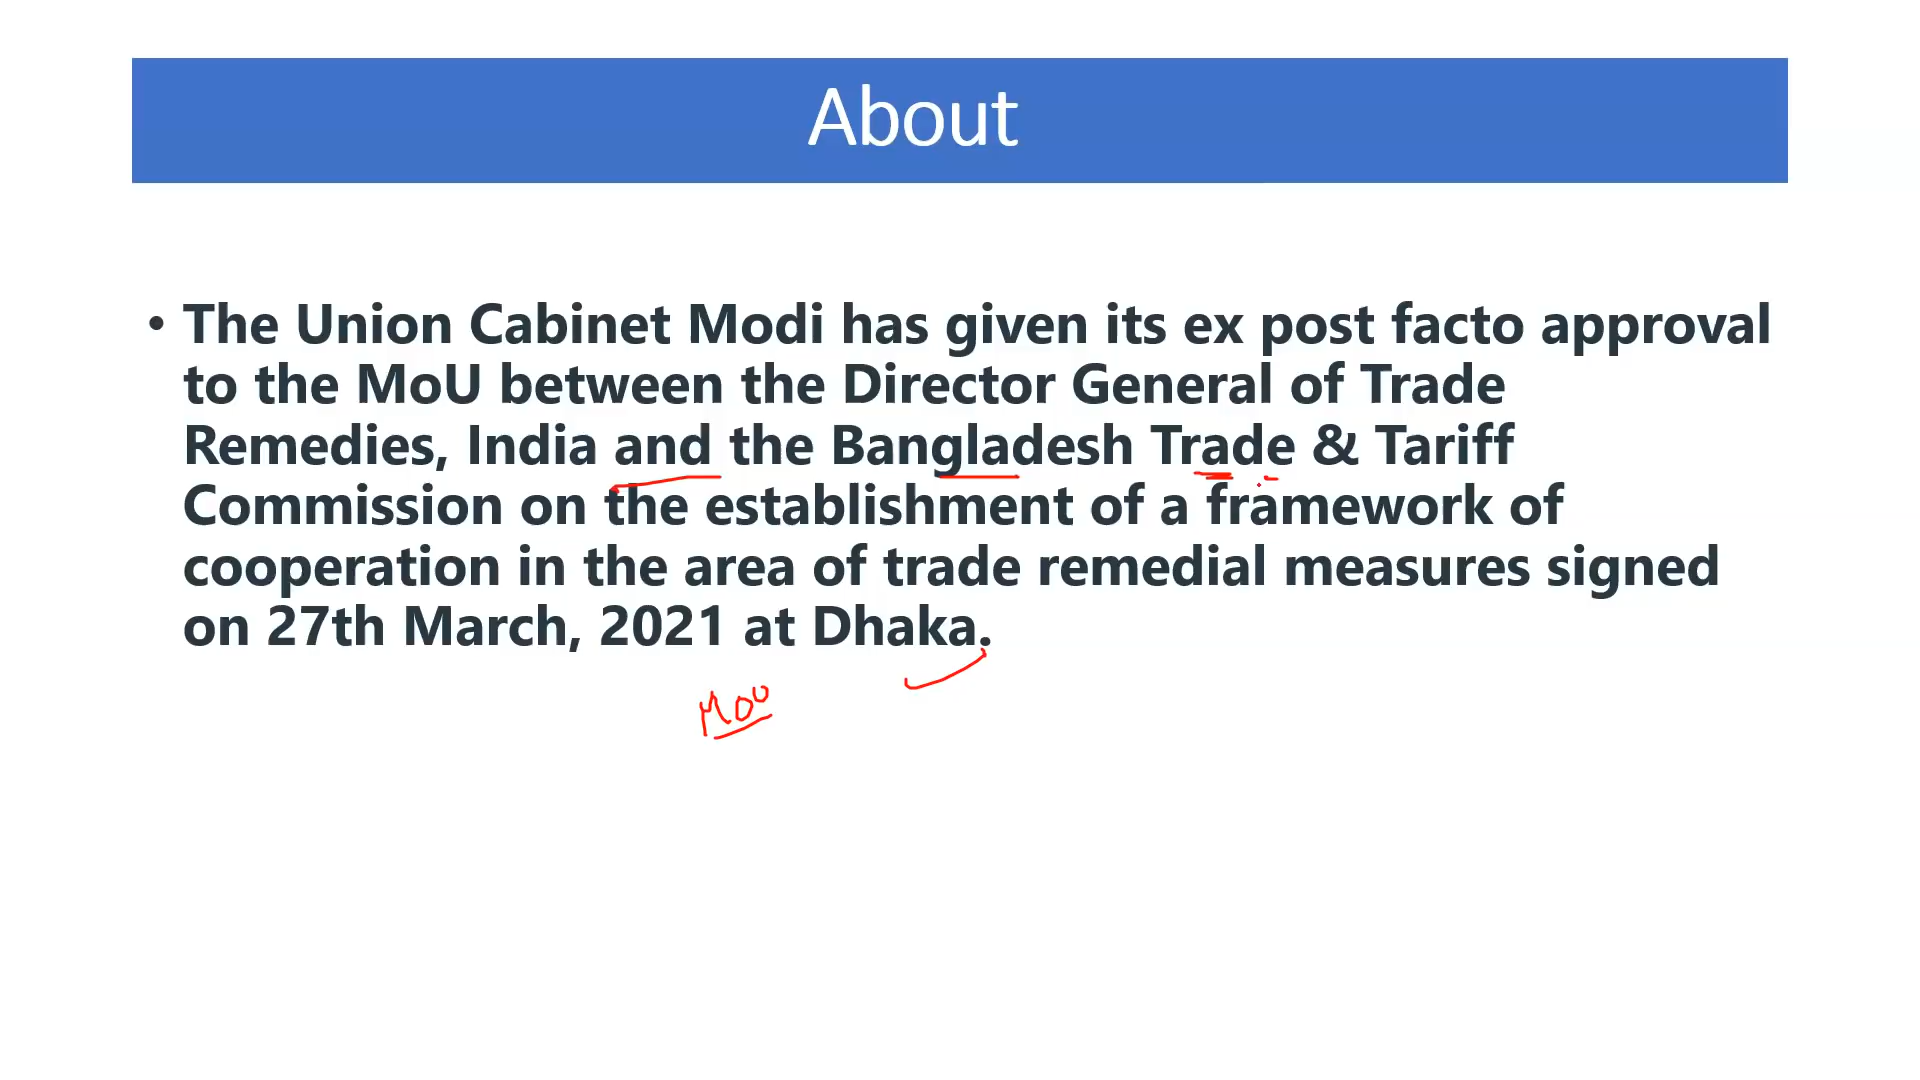 About
• The Union Cabinet Modi has given its ex post facto approval
to the MoU between the Director General of Trade
Remedies, India and the Bangladesh Trade & Tariff
Commission on the establishment of a framework of
cooperation in the area of trade remedial measures signed
on 27th March, 2021 at Dhaka.
MoU